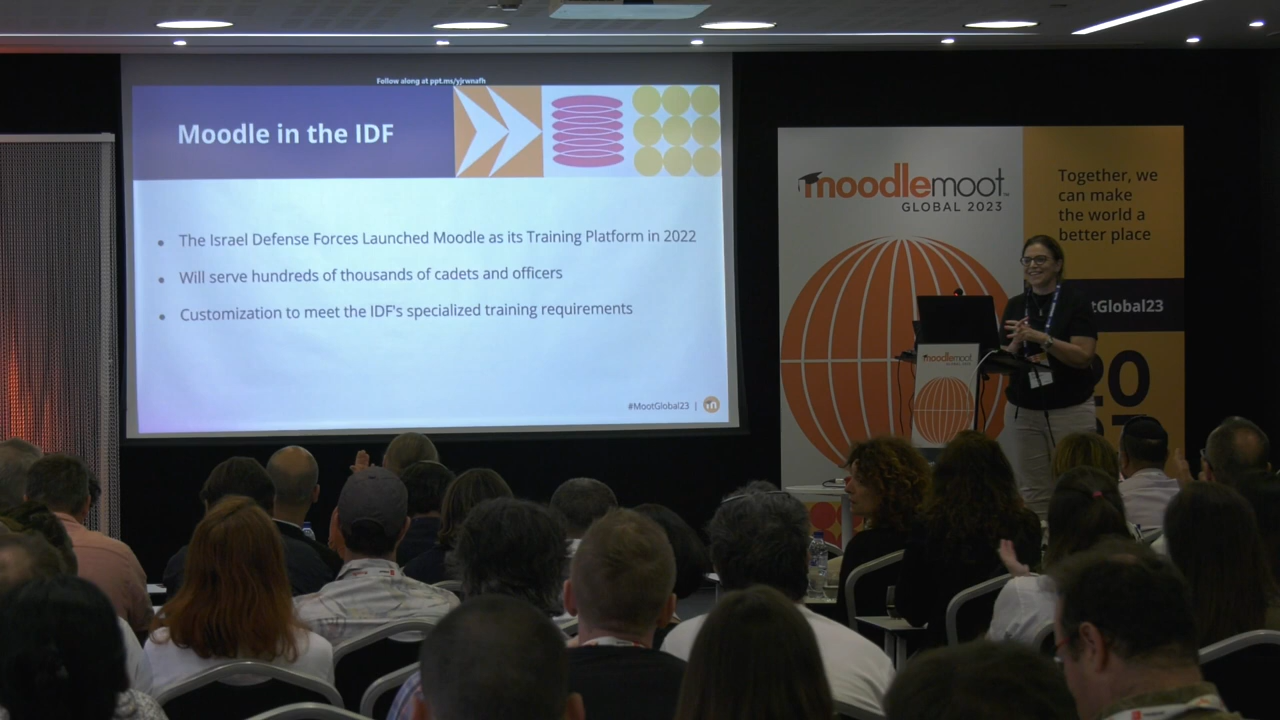 Follow along at ppt.ms/yjrwnafh
Moodle in the IDF
The Israel Defense Forces Launched Moodle as its Training Platform in 2022
Will serve hundreds of thousands of cadets and officers
Customization to meet the IDF's specialized training requirements
#MootGlobal23 | m
moodlemoot
GLOBAL 2023
Together, we
can make
the world a
better place
tGlobal23
20
moodlemoot